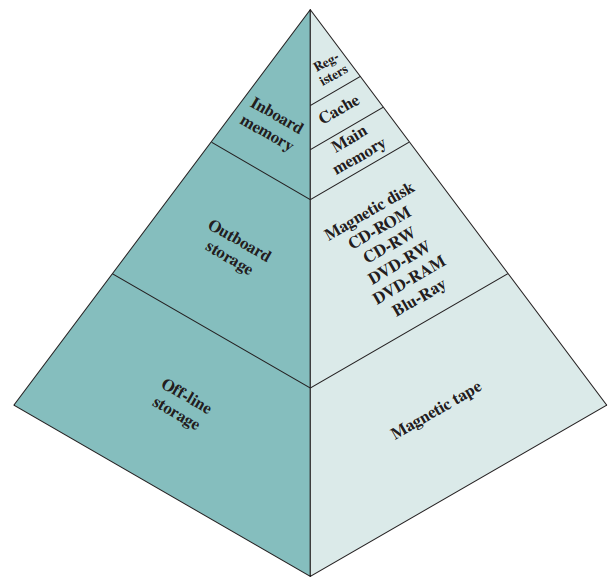 Reg-
isters
Cache
Main
memory
Inboard
memory
Magnetic disk
CD-ROM
CD-RW
DVD-RW
DVD-RAM
Blu-Ray
Outboard
storage
Magnetic tape
Off-line
storage